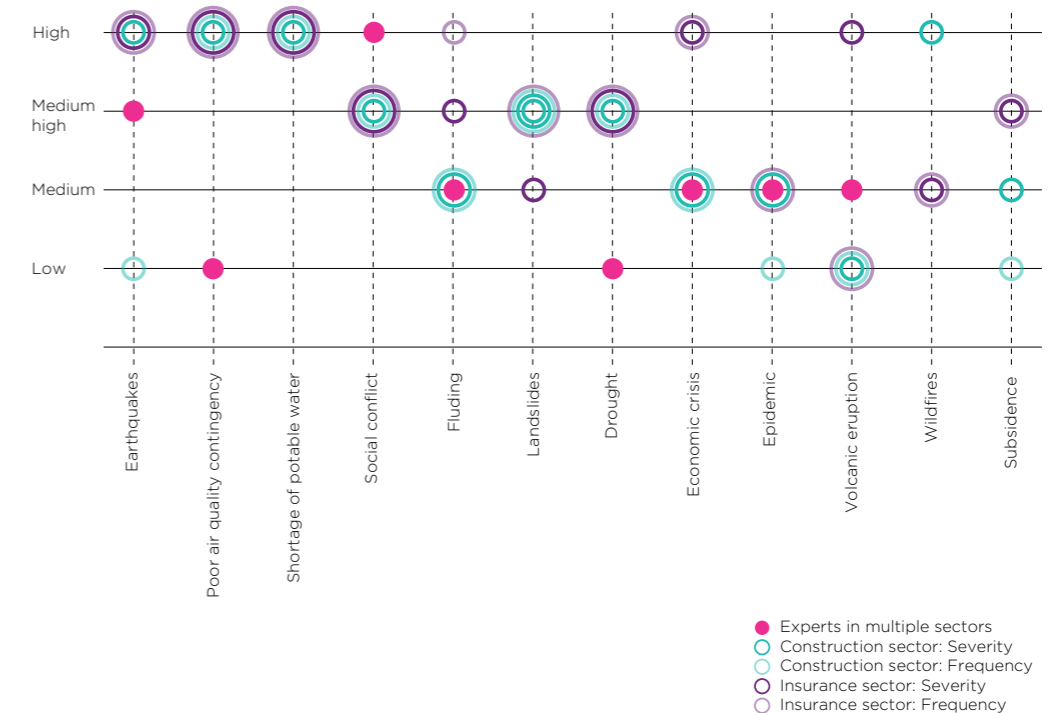 High
Medium
high
Medium
Low
Earthquakes
Poor air quality contingency
Shortage of potable water
Social conflict
Fluding
Landslides
Drought
Economic crisis
Epidemic
Volcanic eruption
Wildfires
Subsidence
Experts in multiple sectors
Construction sector: Severity
Construction sector: Frequency
Insurance sector: Severity
Insurance sector: Frequency